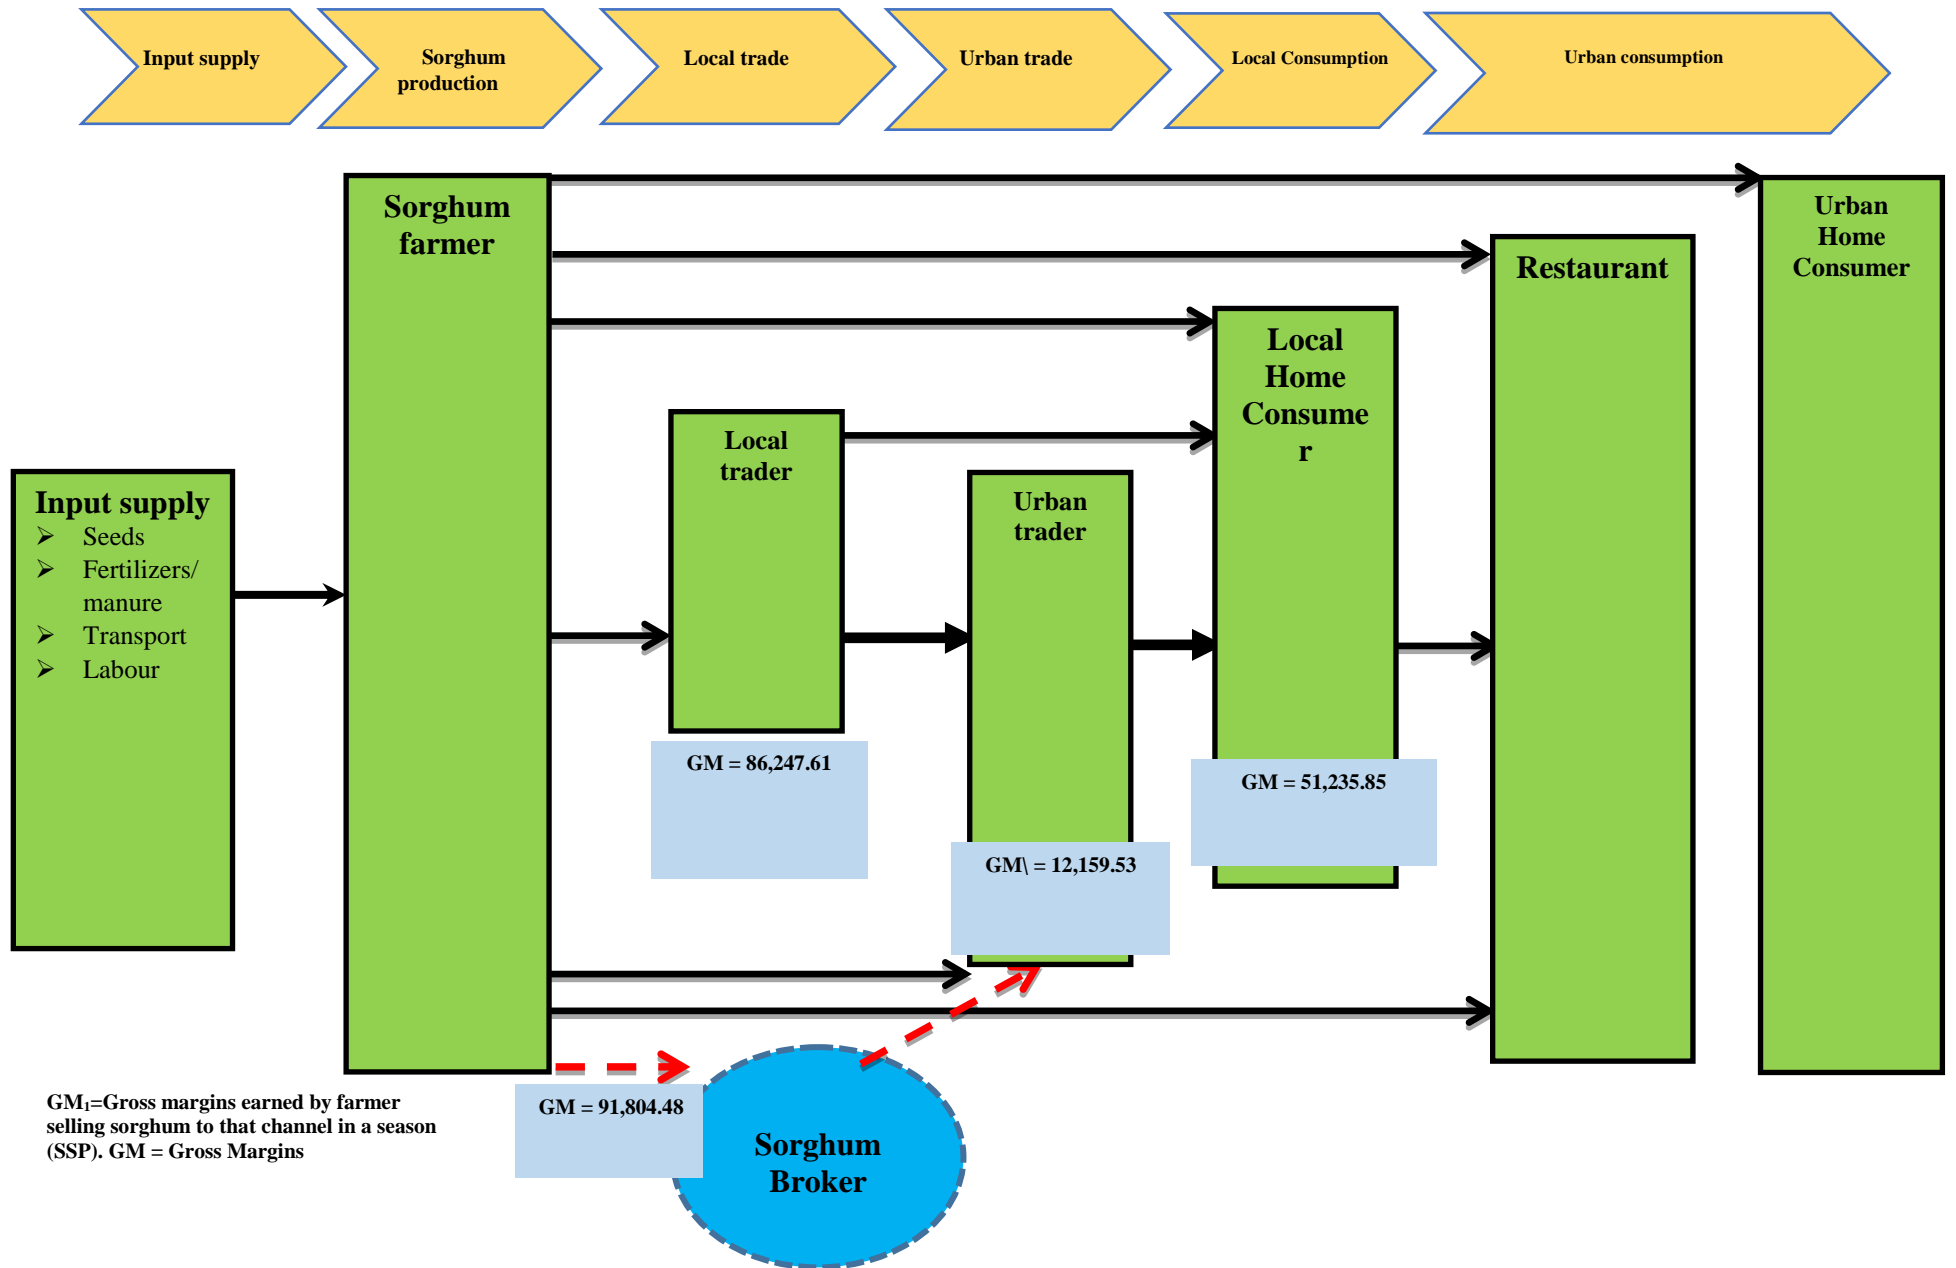 Input supply
Sorghum
production
Local trade
Urban trade
Local Consumption
Urban consumption
Sorghum
farmer
Urban
Home
Consumer
Restaurant
Local
Home
Consume
r
Local
trader
Urban
trader
Input supply
➢ Seeds
➢ Fertilizers/
manure
➢ Transport
➢ Labour
GM = 86,247.61
GM = 51,235.85
GM\ = 12,159.53
GM = 91,804.48
GM₁=Gross margins earned by farmer
selling sorghum to that channel in a season
(SSP). GM = Gross Margins
Sorghum
Broker